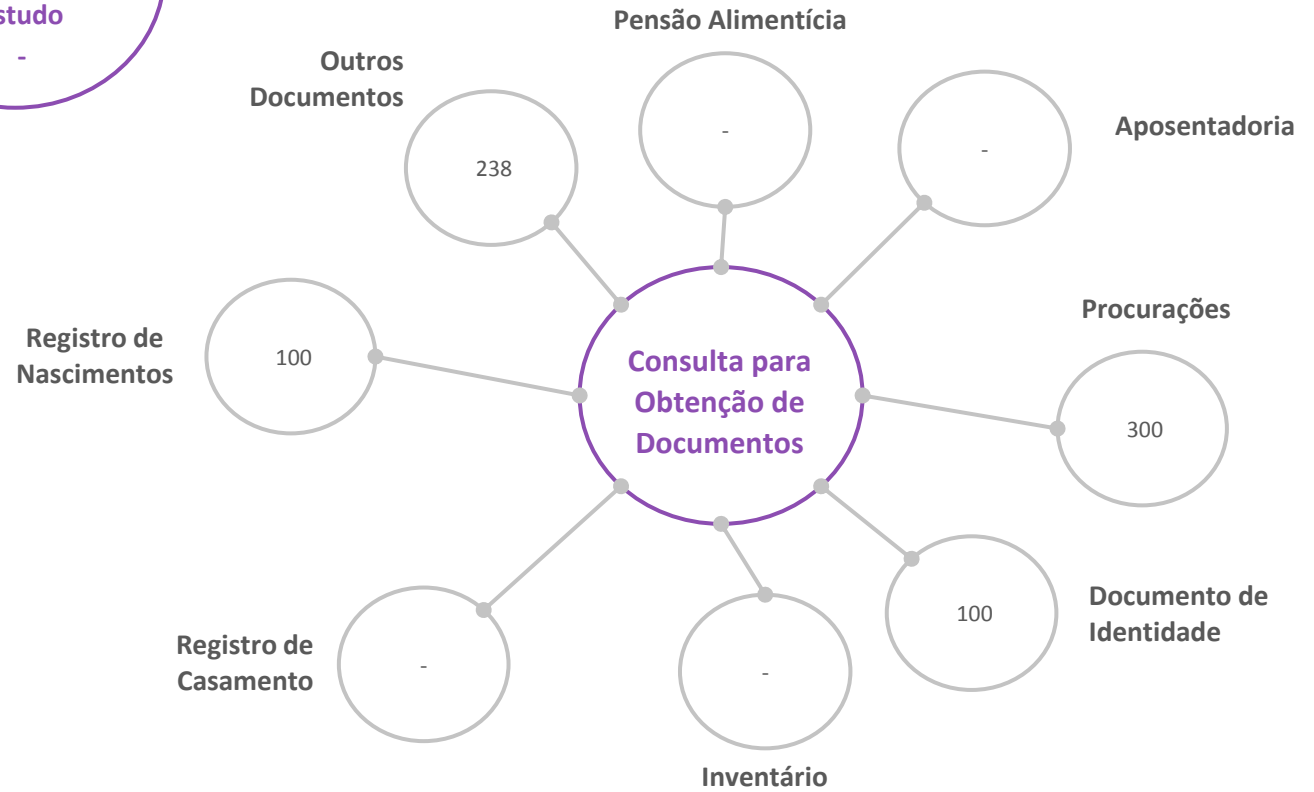 studo
-
Pensão Alimentícia
-
Outros
Documentos
238
Aposentadoria
-
Registro de
Nascimentos
100
Consulta para
Obtenção de
Documentos
Procurações
300
Registro de
Casamento
-
Inventário
-
Documento de
Identidade
100